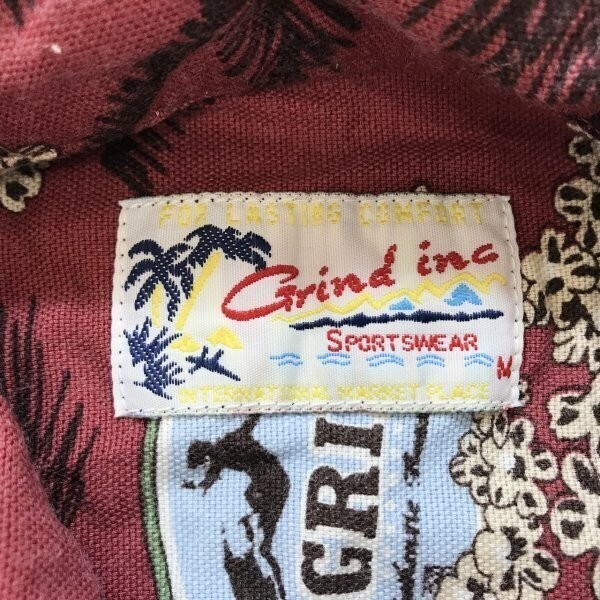 FOR LASTING COMFORT
Grind inc
SPORTSWEAR
M
INTERNATIONAL MARKET PLACE
GRI